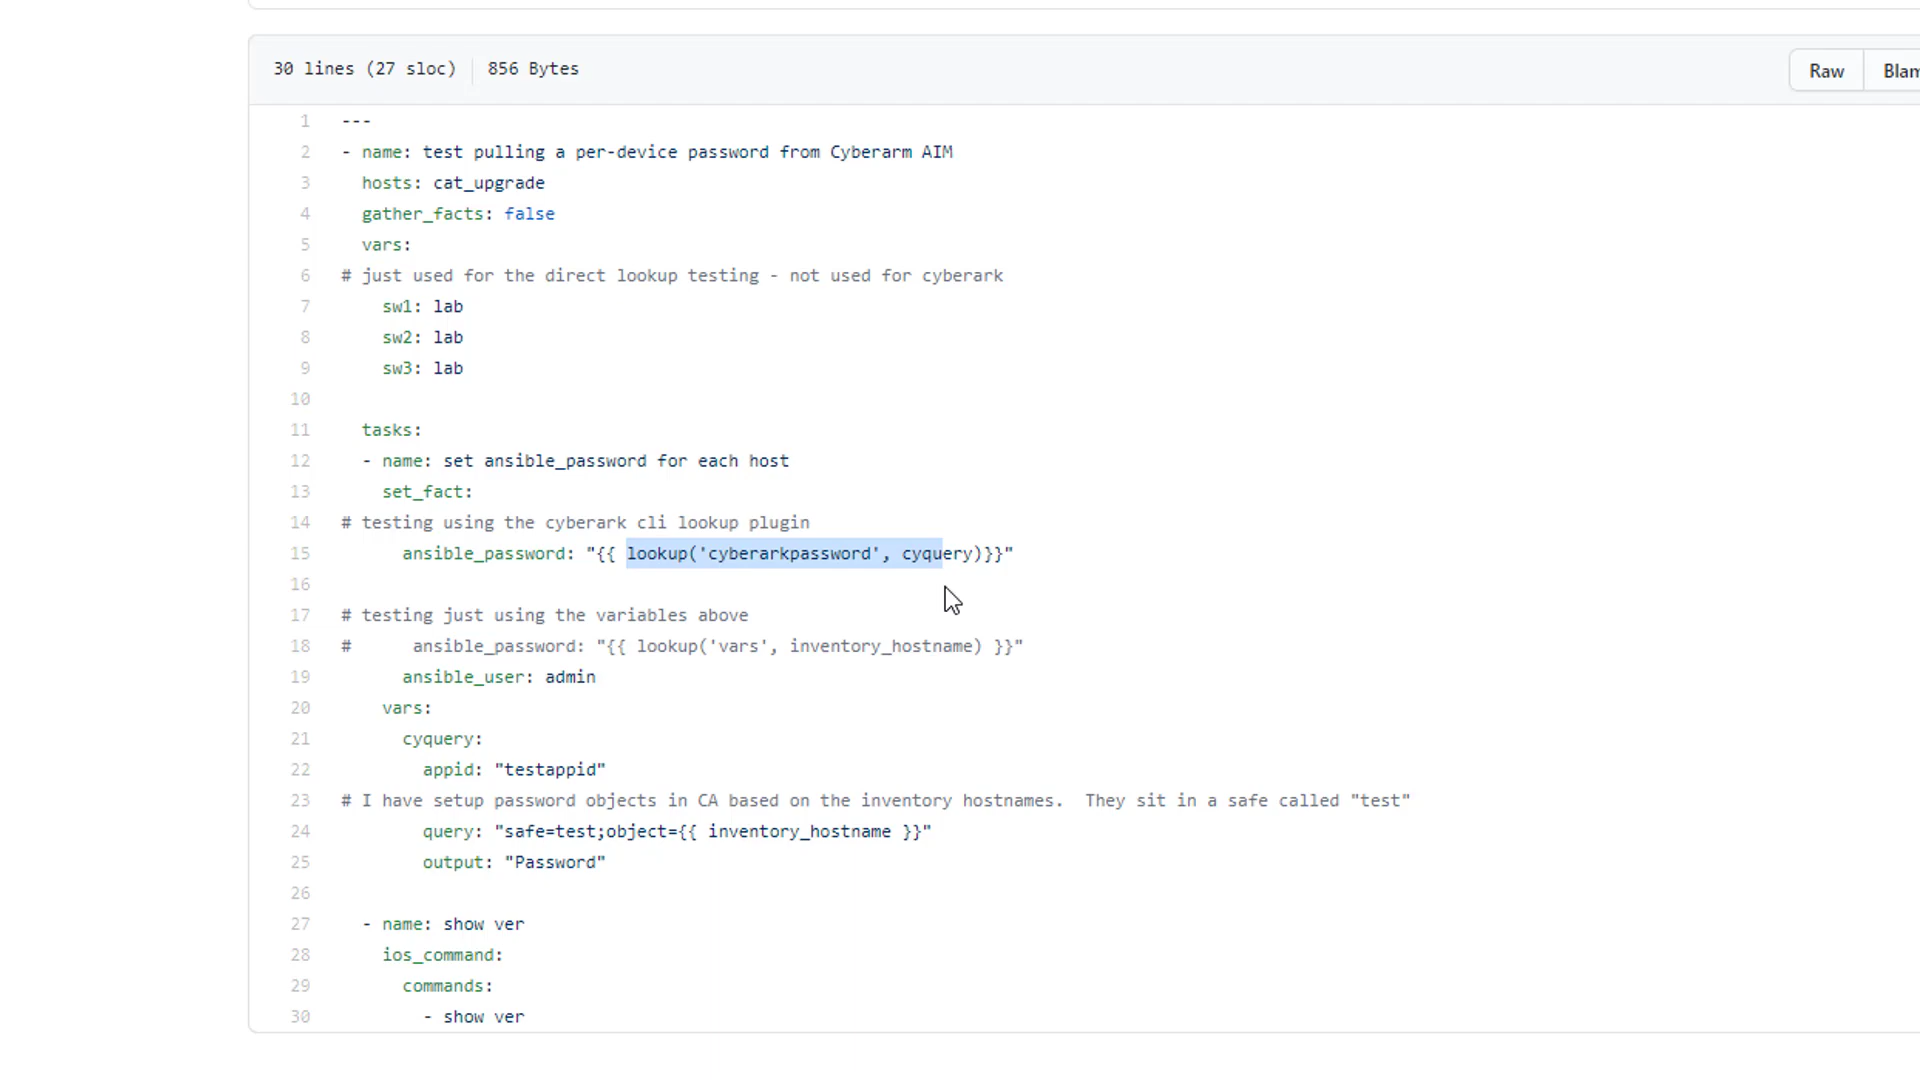 30 lines (27 sloc) 856 Bytes
Raw
1 ---
2 - name: test pulling a per-device password from Cyberarm AIM
3 hosts: cat_upgrade
4 gather_facts: false
5 vars:
6 # just used for the direct lookup testing - not used for cyberark
7 sw1: lab
8 sw2: lab
9 sw3: lab
10
11 tasks:
12 - name: set ansible_password for each host
13 set_fact:
14 # testing using the cyberark cli lookup plugin
15 ansible_password: "{{ lookup('cyberarkpassword', cyquery)}}"
16
17 # testing just using the variables above
18 # ansible_password: "{{ lookup('vars', inventory_hostname) }}"
19 ansible_user: admin
20 vars:
21 cyquery:
22 appid: "testappid"
23 # I have setup password objects in CA based on the inventory hostnames.  They sit in a safe called "test"
24 query: "safe=test;object={{ inventory_hostname }}"
25 output: "Password"
26
27 - name: show ver
28 ios_command:
29 commands:
30 - show ver